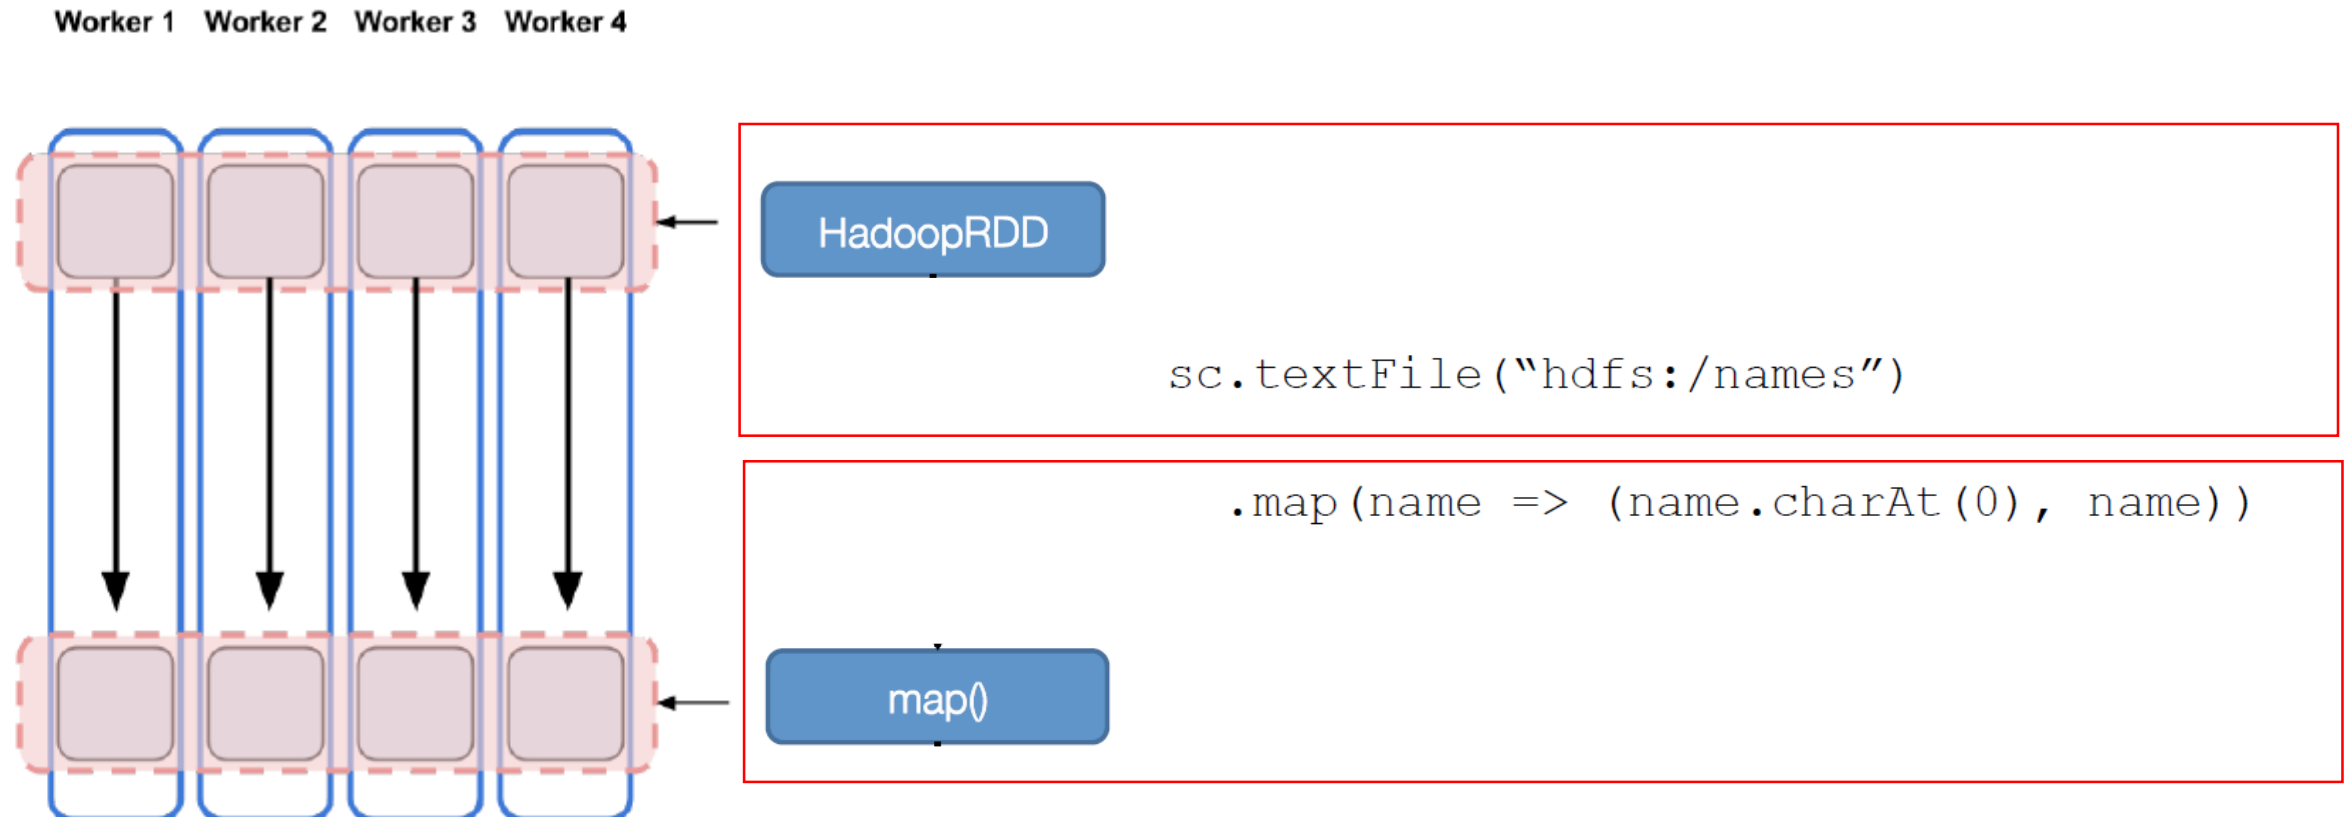 Worker 1 Worker 2 Worker 3 Worker 4
HadoopRDD
sc.textFile(“hdfs:/names”)
.map(name => (name.charAt(0), name))
map()